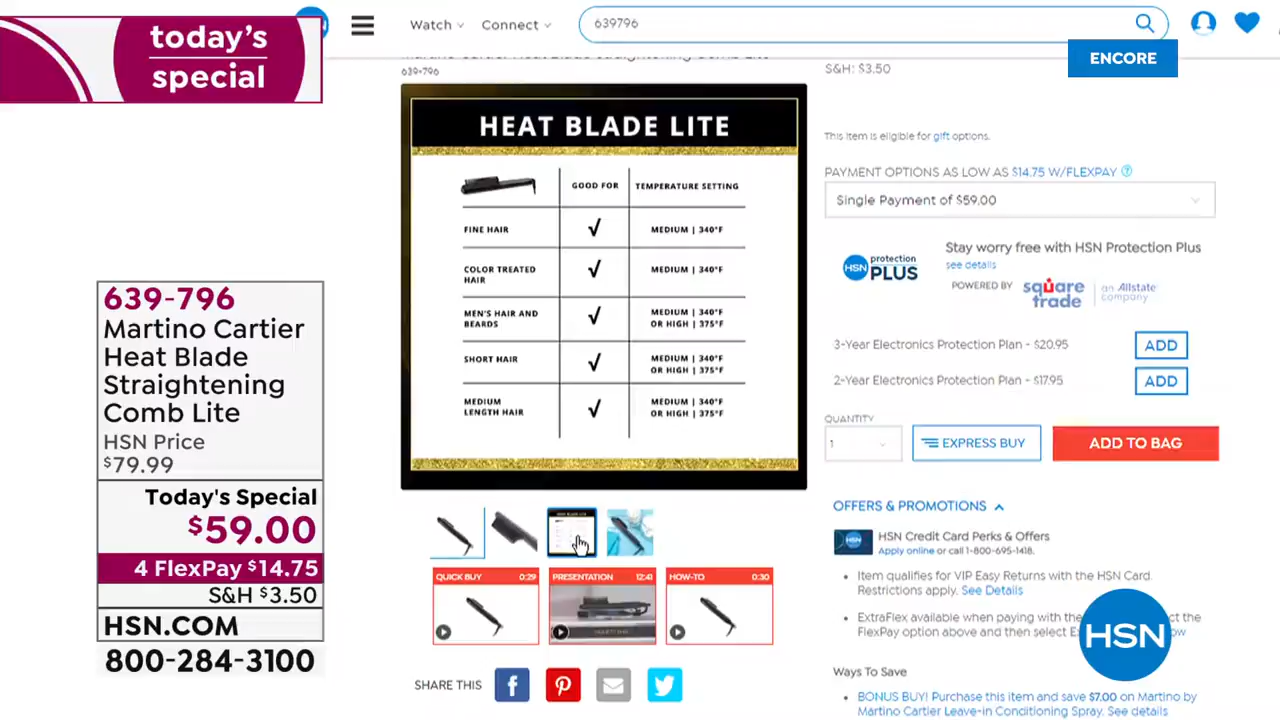 today's
special
Watch
Connect
639796
ENCORE
639-796
S&H: $3.50
HEAT BLADE LITE
GOOD FOR
TEMPERATURE SETTING
FINE HAIR
√
MEDIUM | 340°F
COLOR TREATED
HAIR
√
MEDIUM | 340°F
MEN'S HAIR AND
BEARDS
√
MEDIUM | 340°F
OR HIGH | 375°F
SHORT HAIR
√
MEDIUM | 340°F
OR HIGH | 375°F
MEDIUM
LENGTH HAIR
√
MEDIUM | 340°F
OR HIGH | 375°F
QUICK BUY 0:29
PRESENTATION 12:41
HOW-TO 0:30
SHARE THIS
This item is eligible for gift options.
PAYMENT OPTIONS AS LOW AS $14.75 W/FLEXPAY
Single Payment of $59.00
HSN protection
PLUS
Stay worry free with HSN Protection Plus
see details
POWERED BY
square
trade
an Allstate
company
3-Year Electronics Protection Plan - $20.95
ADD
2-Year Electronics Protection Plan - $17.95
ADD
QUANTITY
1
EXPRESS BUY
ADD TO BAG
OFFERS & PROMOTIONS
HSN
HSN Credit Card Perks & Offers
Apply online or call 1-800-695-1418.
Item qualifies for VIP Easy Returns with the HSN Card.
Restrictions apply. See Details
ExtraFlex available when paying with the
FlexPay option above and then select
Ways To Save
BONUS BUY! Purchase this item and save $7.00 on Martino by
Martino Cartier Leave-in Conditioning Spray. See details
HSN
639-796
Martino Cartier
Heat Blade
Straightening
Comb Lite
HSN Price
$79.99
Today's Special
$59.00
4 FlexPay $14.75
S&H $3.50
HSN.COM
800-284-3100